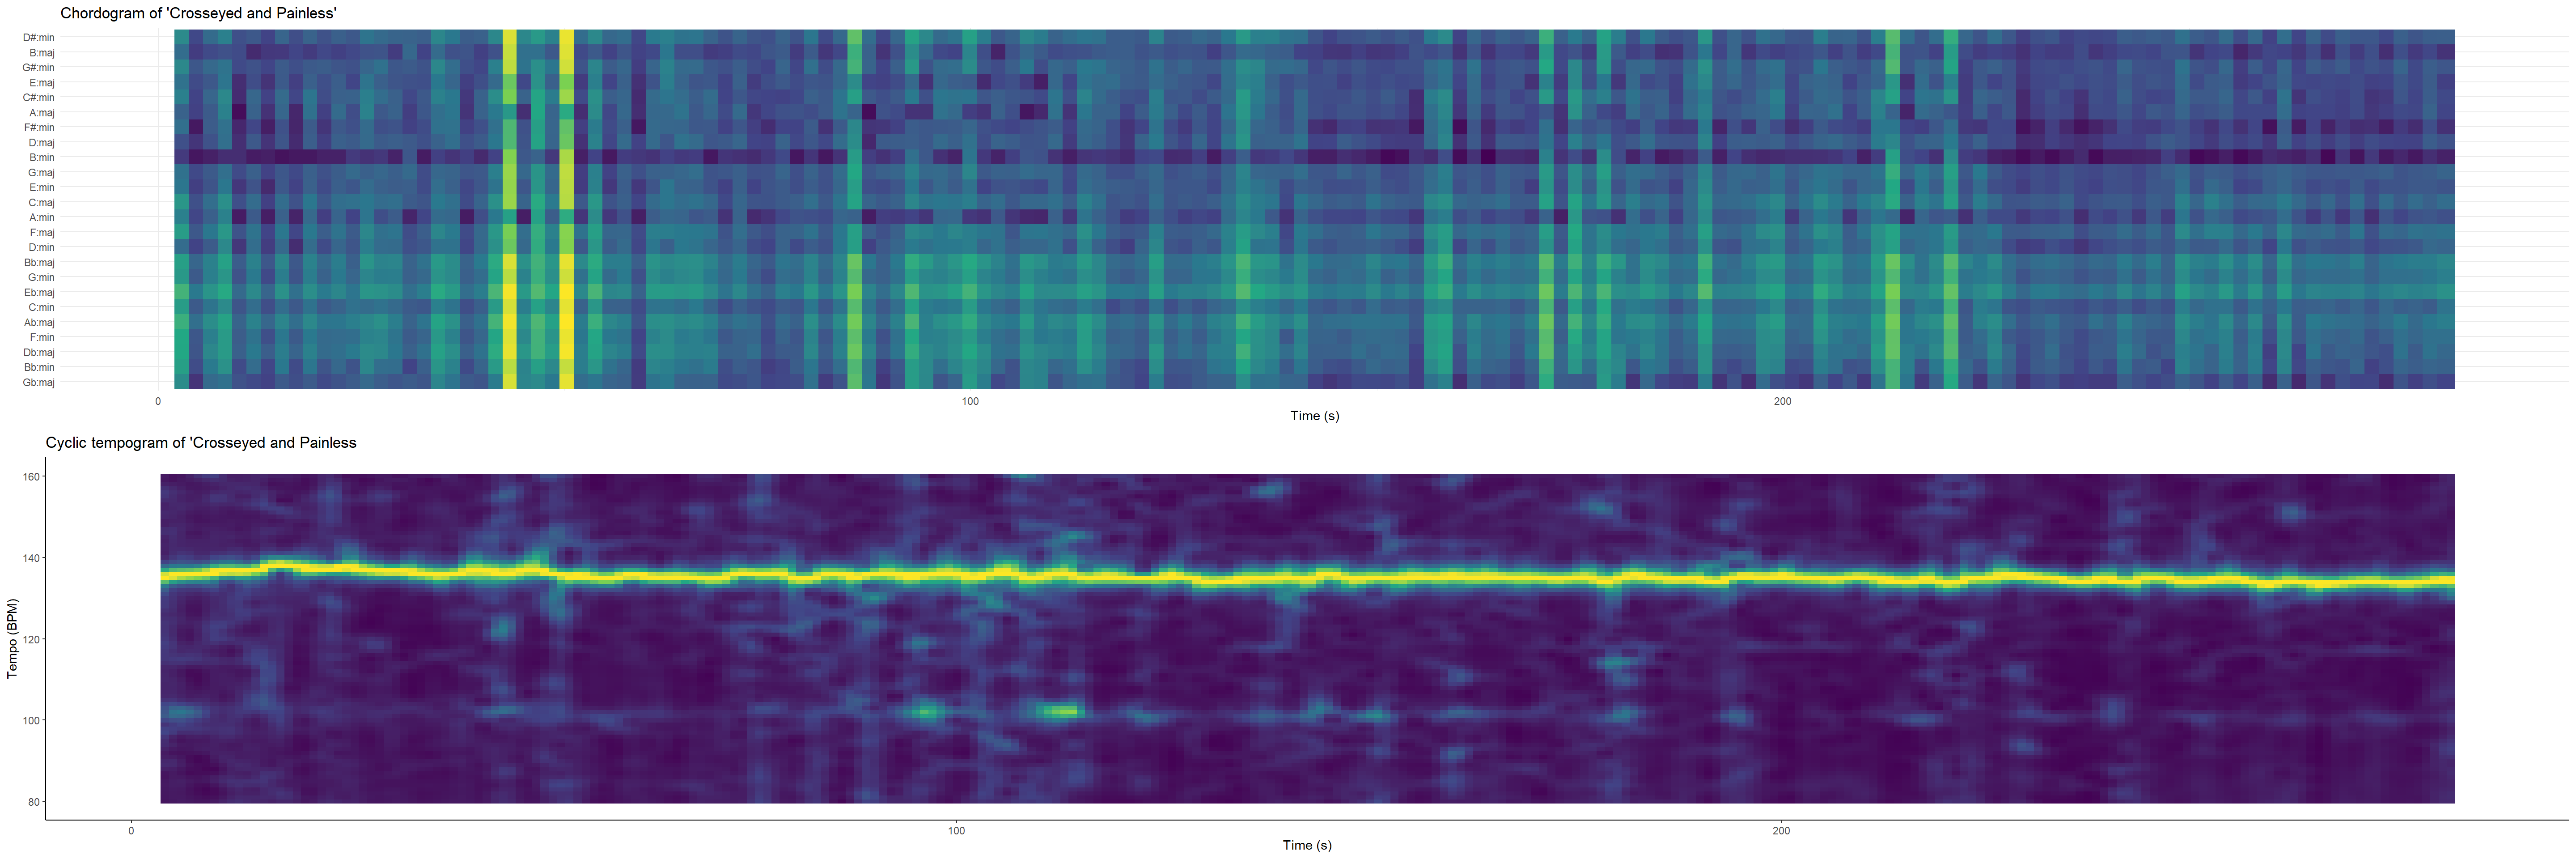 Chordogram of 'Crosseyed and Painless'
D#:min
B:maj
G#:min
E:maj
C#:min
A:maj
F#:min
D:maj
B:min
G:maj
E:min
C:maj
A:min
F:maj
D:min
Bb:maj
G:min
Eb:maj
C:min
Ab:maj
F:min
Db:maj
Bb:min
Gb:maj
0 100 200
Time (s)
Cyclic tempogram of 'Crosseyed and Painless
Tempo (BPM)
160
140
120
100
80
0 100 200
Time (s)